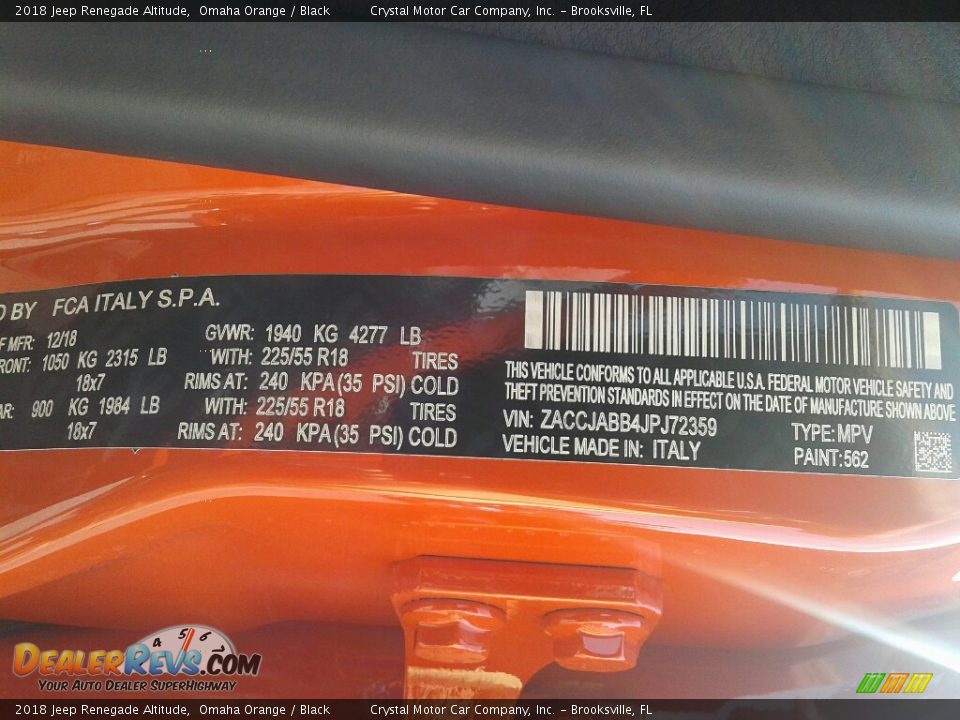 2018 Jeep Renegade Altitude, Omaha Orange / Black Crystal Motor Car Company, Inc. - Brooksville, FL
BY FCA ITALY S.P.A.
MFR: 12/18 GVWR: 1940 KG 4277 LB
1050 KG 2315 LB WITH: 225/55 R18 TIRES
18x7 RIMS AT: 240 KPA(35 PSI) COLD
900 KG 1984 LB WITH: 225/55 R18 TIRES
18x7 RIMS AT: 240 KPA(35 PSI) COLD
THIS VEHICLE CONFORMS TO ALL APPLICABLE U.S.A. FEDERAL MOTOR VEHICLE SAFETY AND
THEFT PREVENTION STANDARDS IN EFFECT ON THE DATE OF MANUFACTURE SHOWN ABOVE
VIN: ZACCJABB4JPJ72359 TYPE: MPV
VEHICLE MADE IN: ITALY PAINT: 562
4 5 6
DEALERREVS.COM
YOUR AUTO DEALER SUPERHIGHWAY
2018 Jeep Renegade Altitude, Omaha Orange / Black Crystal Motor Car Company, Inc. - Brooksville, FL